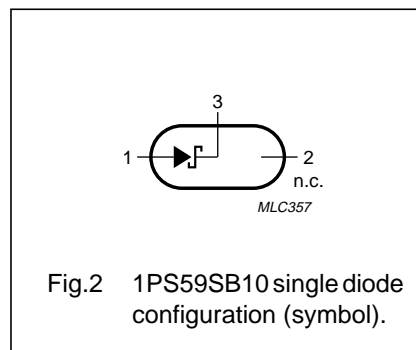 3
1
2
n.c.
MLC357
Fig.2 1PS59SB10 single diode
configuration (symbol).